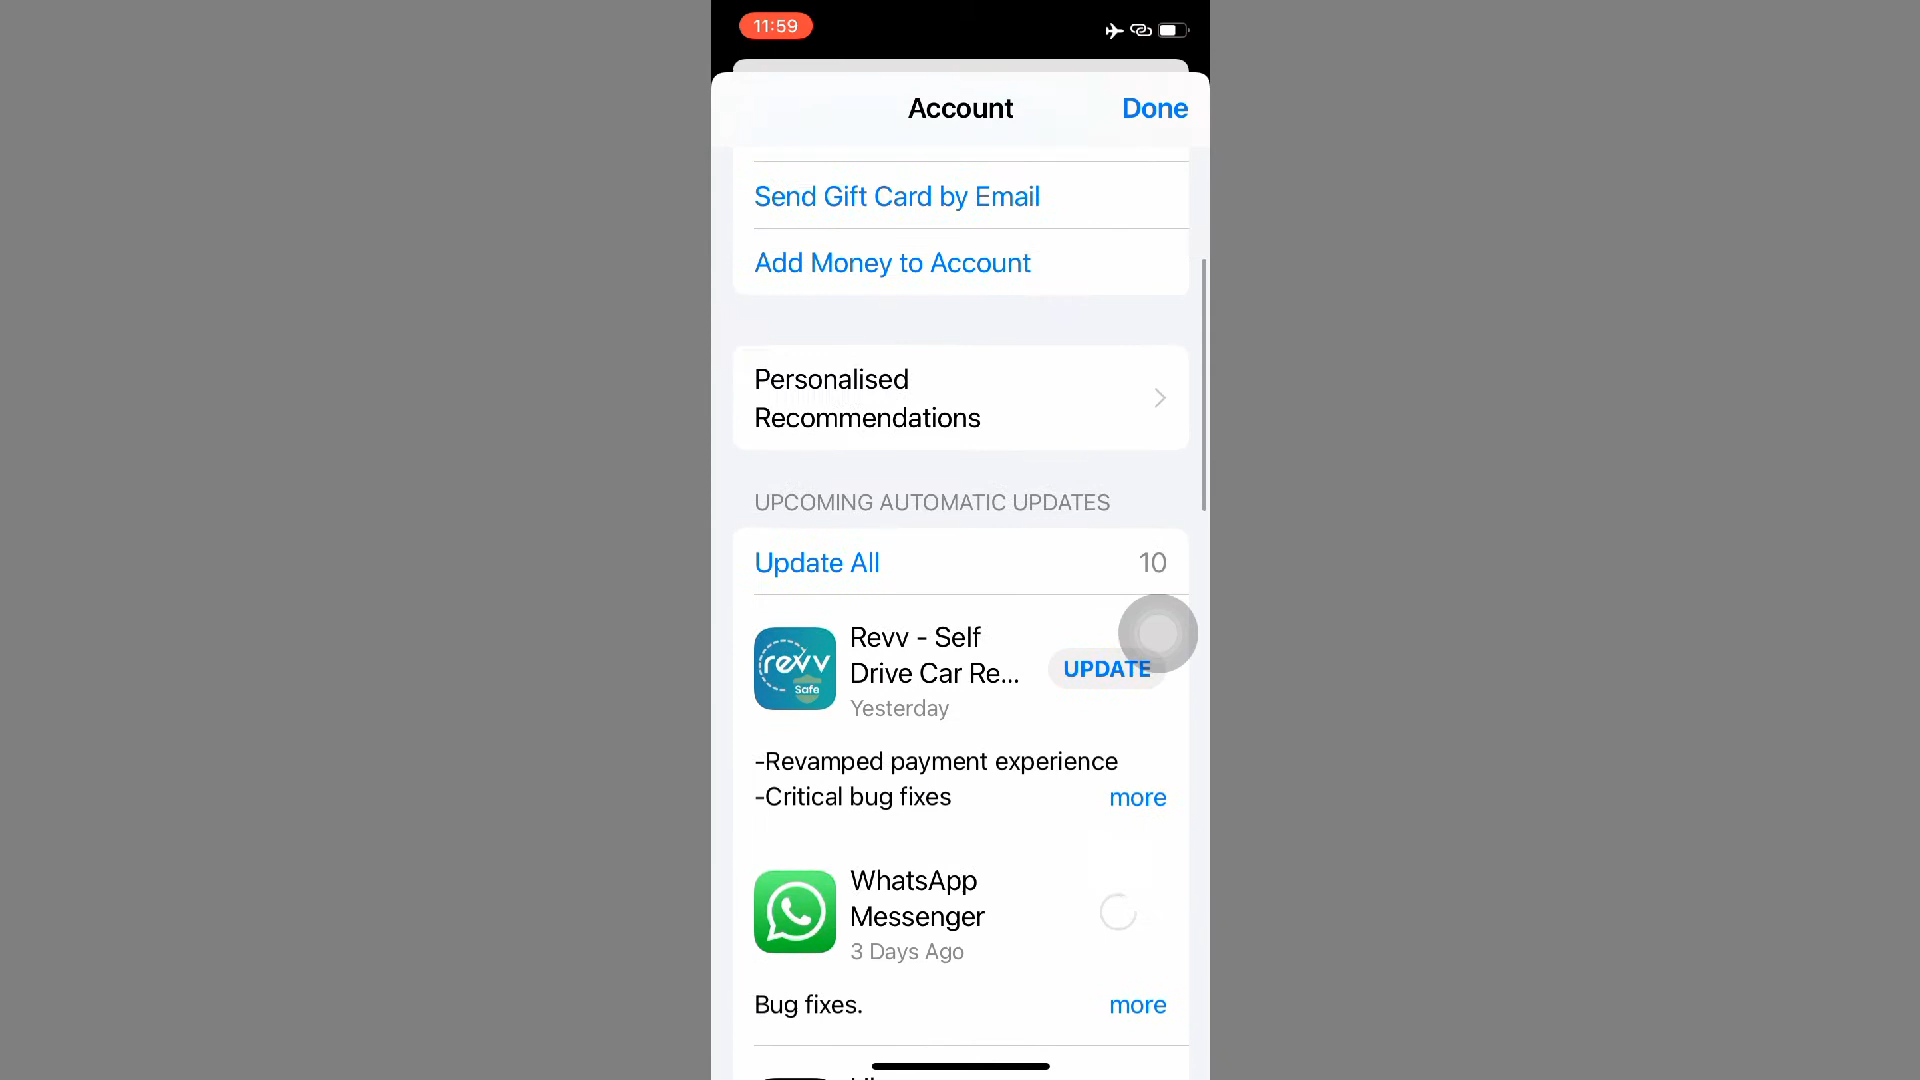 11:59
Account
Done
Send Gift Card by Email
Add Money to Account
Personalised
Recommendations
UPCOMING AUTOMATIC UPDATES
Update All
10
revv
Safe
Revv - Self
Drive Car Re...
Yesterday
UPDATE
-Revamped payment experience
-Critical bug fixes
more
WhatsApp
Messenger
3 Days Ago
Bug fixes.
more